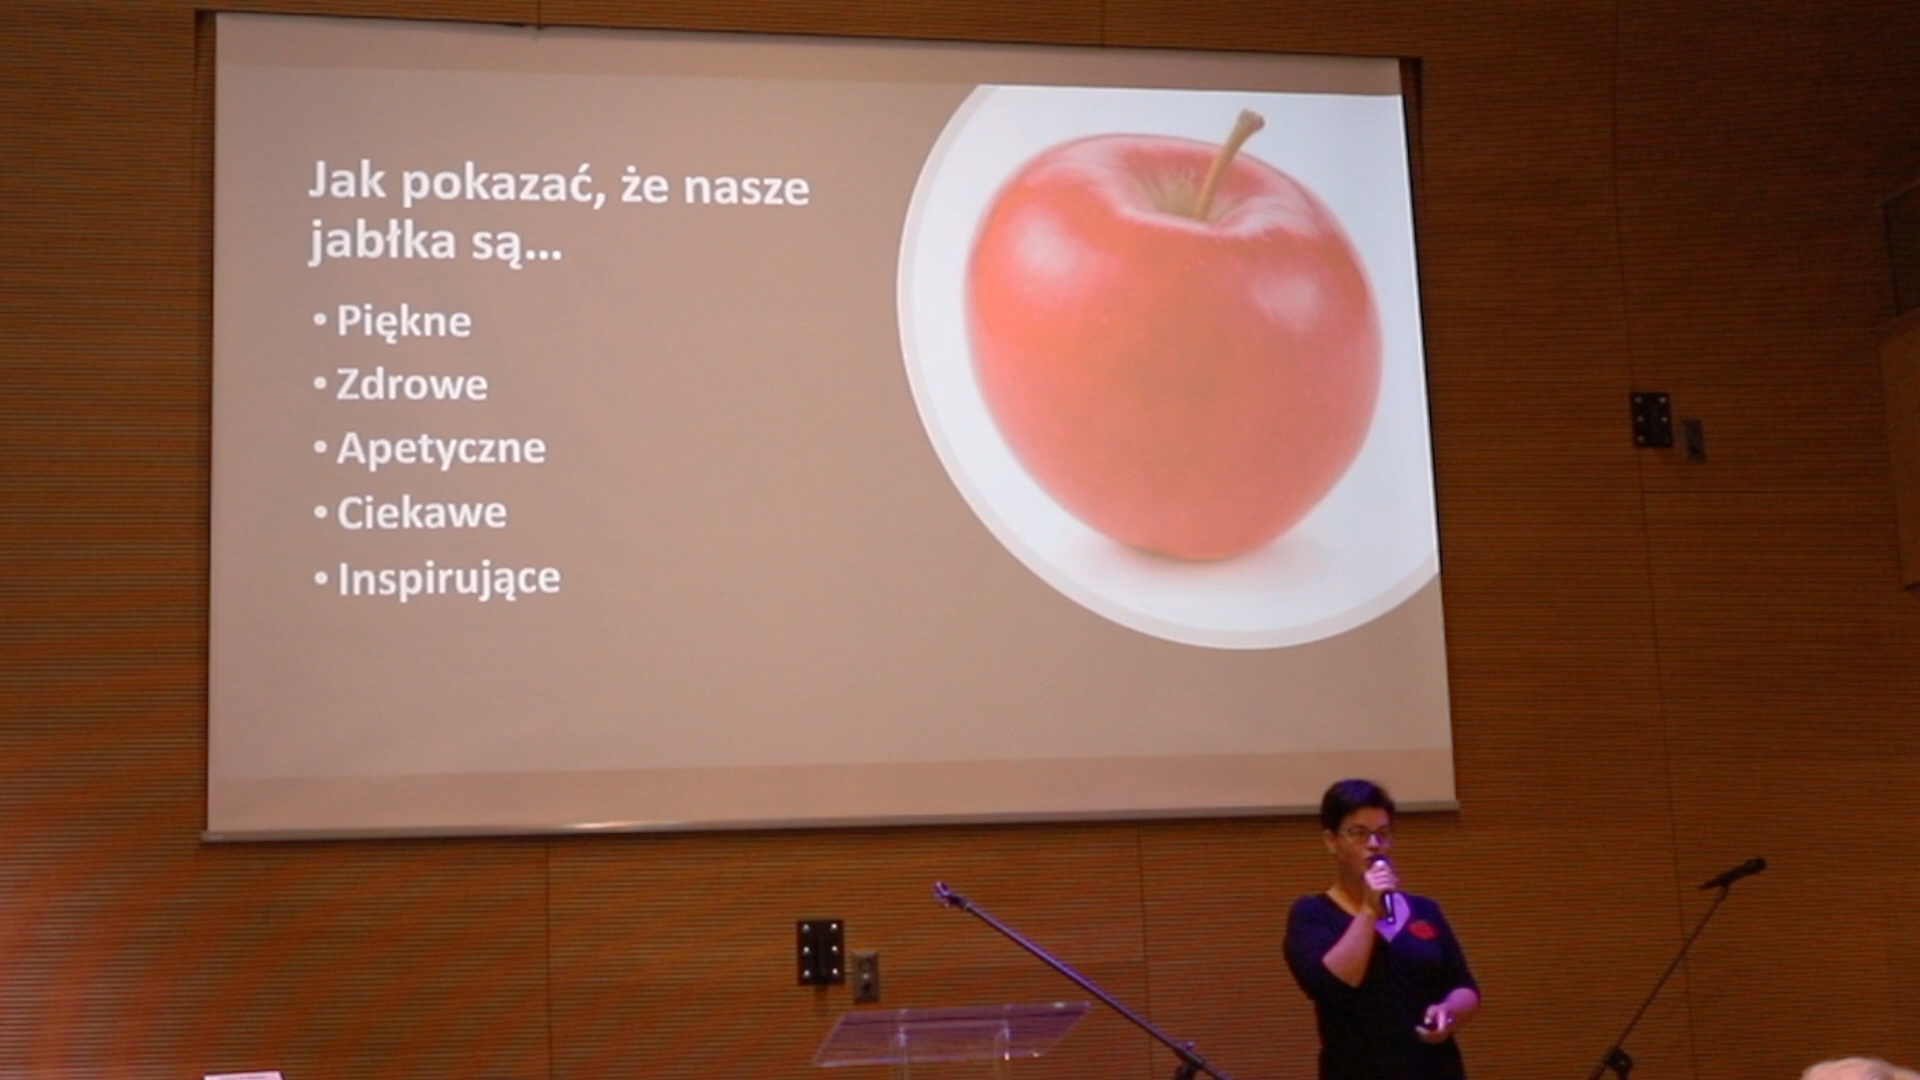 Jak pokazać, że nasze
jabłka są...
• Piękne
• Zdrowe
• Apetyczne
• Ciekawe
• Inspirujące